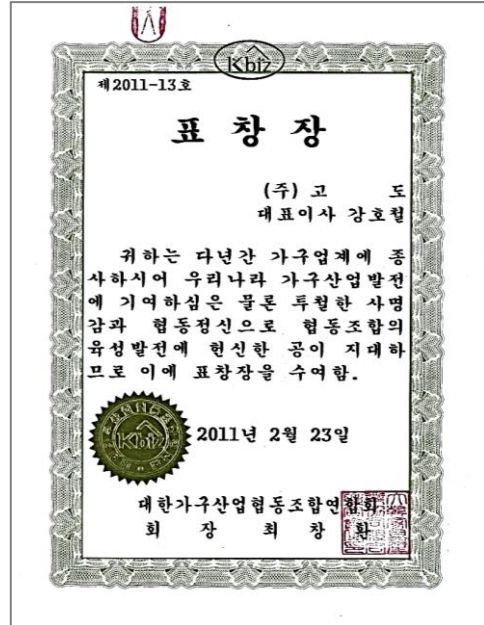 Kbiz
제2011-13호
표 창 장
(주) 고 도
대표이사 강호철
귀하는 다년간 가구업계에 종
사하시어 우리나라 가구산업발전
에 기여하심은 물론 투철한 사명
감과 협동정신으로 협동조합의
육성발전에 헌신한 공이 지대하
므로 이에 표창장을 수여함.
Kbiz
2011년 2월 23일
대한가구산업협동조합연합회
회 장 최 창 환